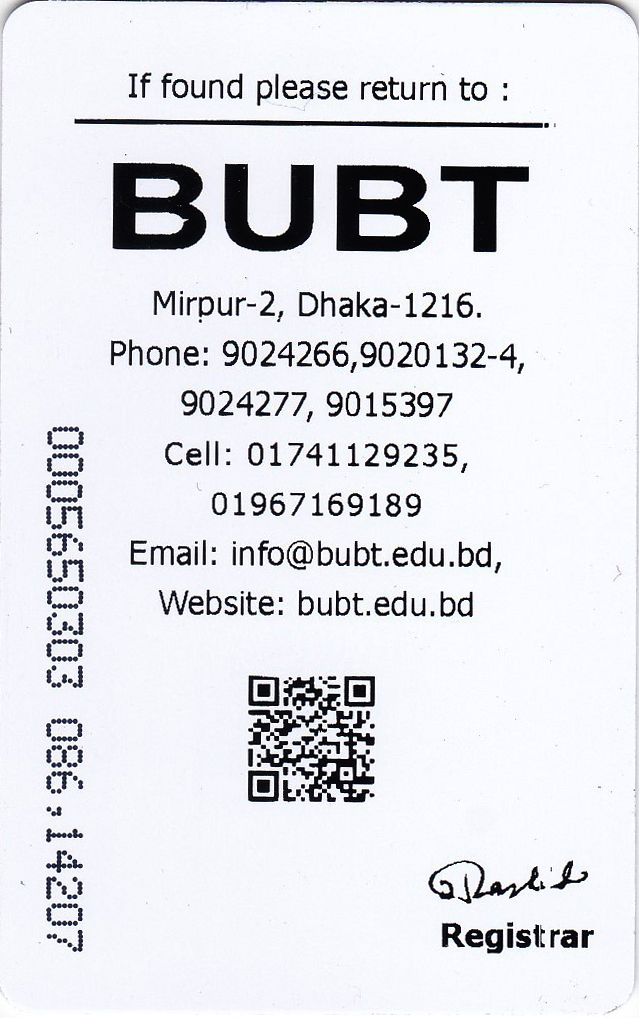 If found please return to :
BUBT
Mirpur-2, Dhaka-1216.
Phone: 9024266,9020132-4,
9024277, 9015397
Cell: 01741129235,
01967169189
Email: info@bubt.edu.bd,
Website: bubt.edu.bd
0005650303 086,14207
Registrar